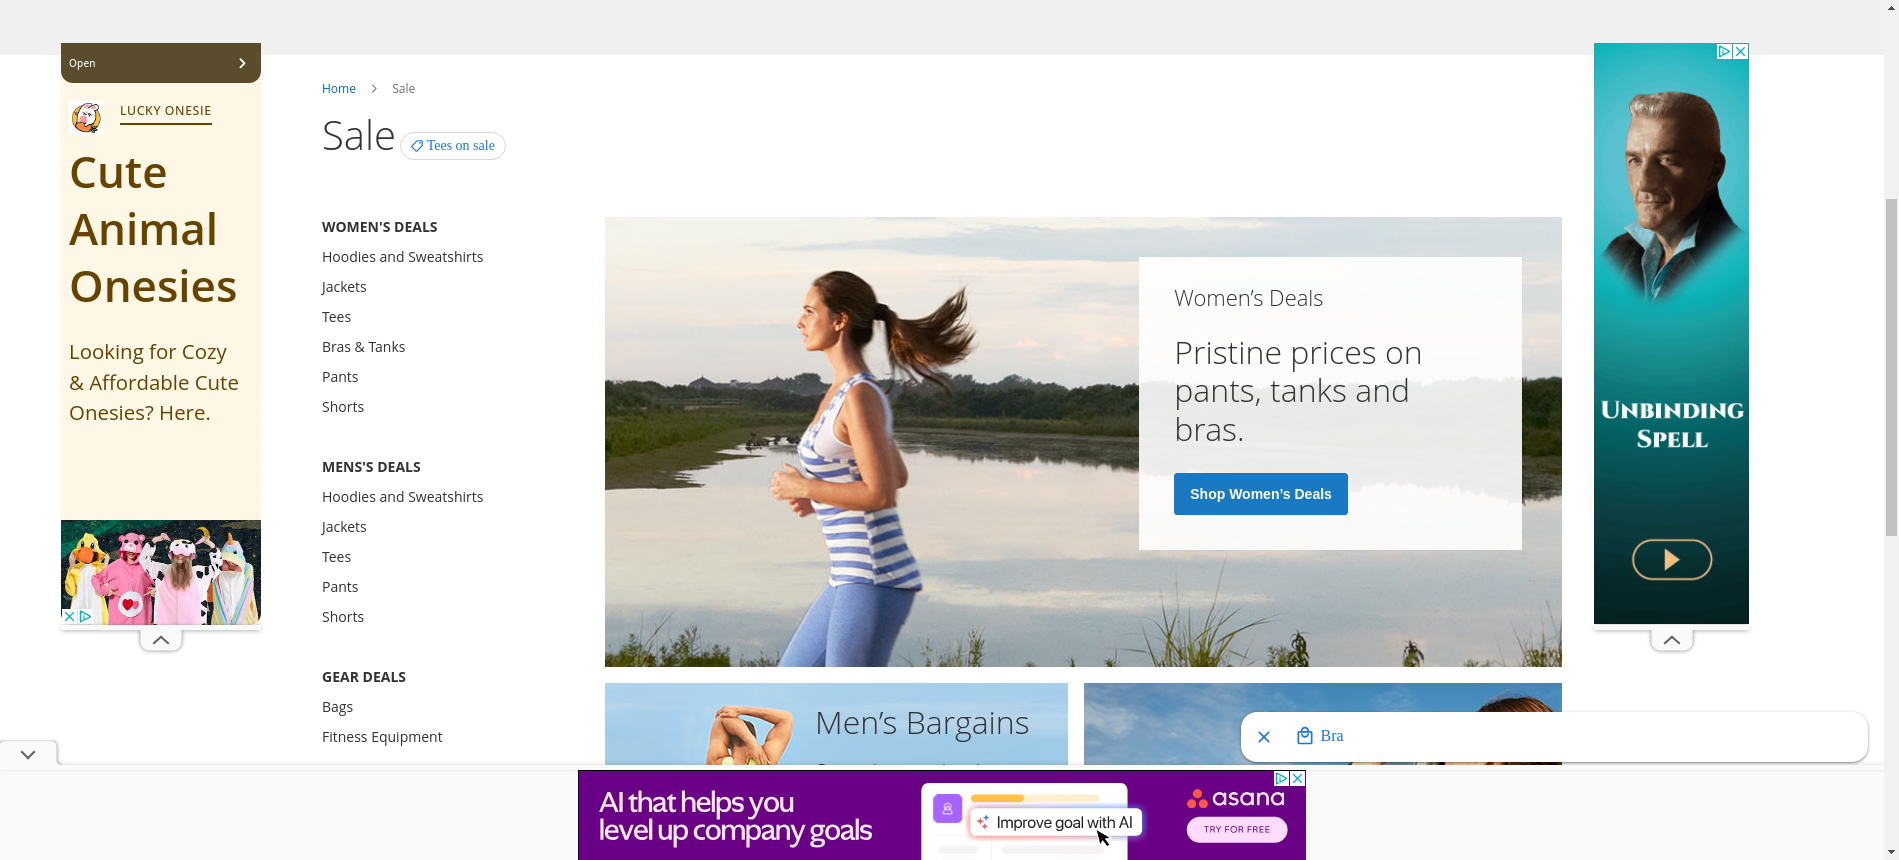 Open
LUCKY ONESIE
Cute
Animal
Onesies
Looking for Cozy
& Affordable Cute
Onesies? Here.
Home
Sale
Sale
Tees on sale
WOMEN'S DEALS
Hoodies and Sweatshirts
Jackets
Tees
Bras & Tanks
Pants
Shorts
MENS'S DEALS
Hoodies and Sweatshirts
Jackets
Tees
Pants
Shorts
GEAR DEALS
Bags
Fitness Equipment
Women’s Deals
Pristine prices on
pants, tanks and
bras.
Shop Women’s Deals
Men’s Bargains
UNBINDING
SPELL
Bra
AI that helps you
level up company goals
Improve goal with AI
asana
TRY FOR FREE